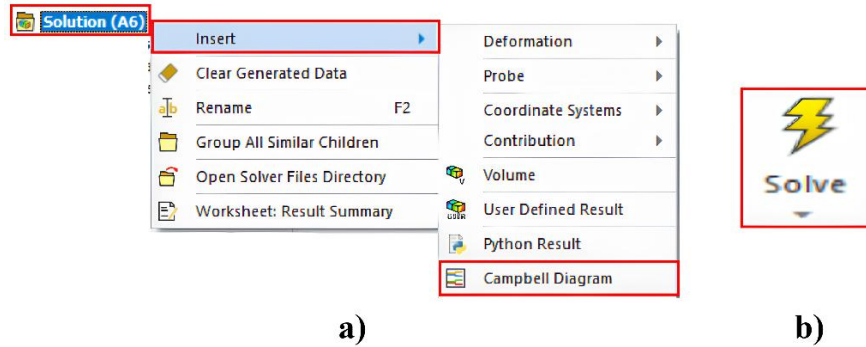 Solution (A6)
Insert
Clear Generated Data
Rename F2
Group All Similar Children
Open Solver Files Directory
Worksheet: Result Summary
Deformation
Probe
Coordinate Systems
Contribution
Volume
User Defined Result
Python Result
Campbell Diagram
Solve
a)
b)